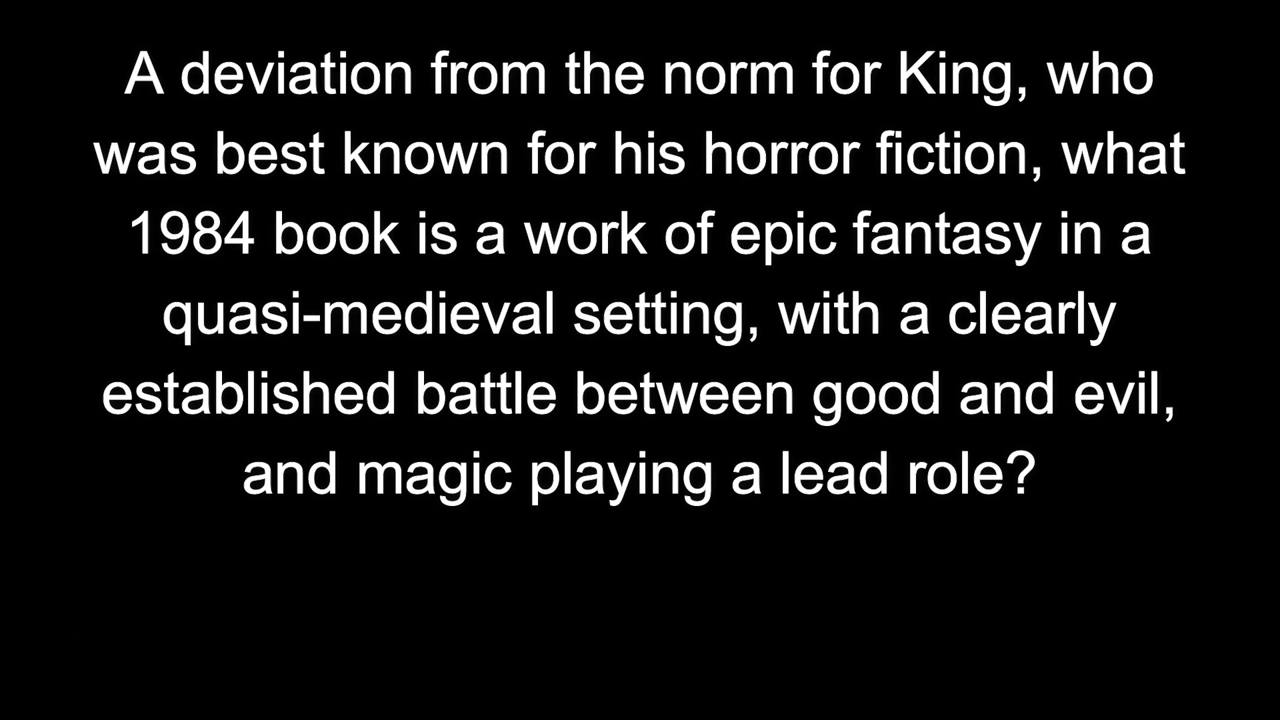 A deviation from the norm for King, who
was best known for his horror fiction, what
1984 book is a work of epic fantasy in a
quasi-medieval setting, with a clearly
established battle between good and evil,
and magic playing a lead role?